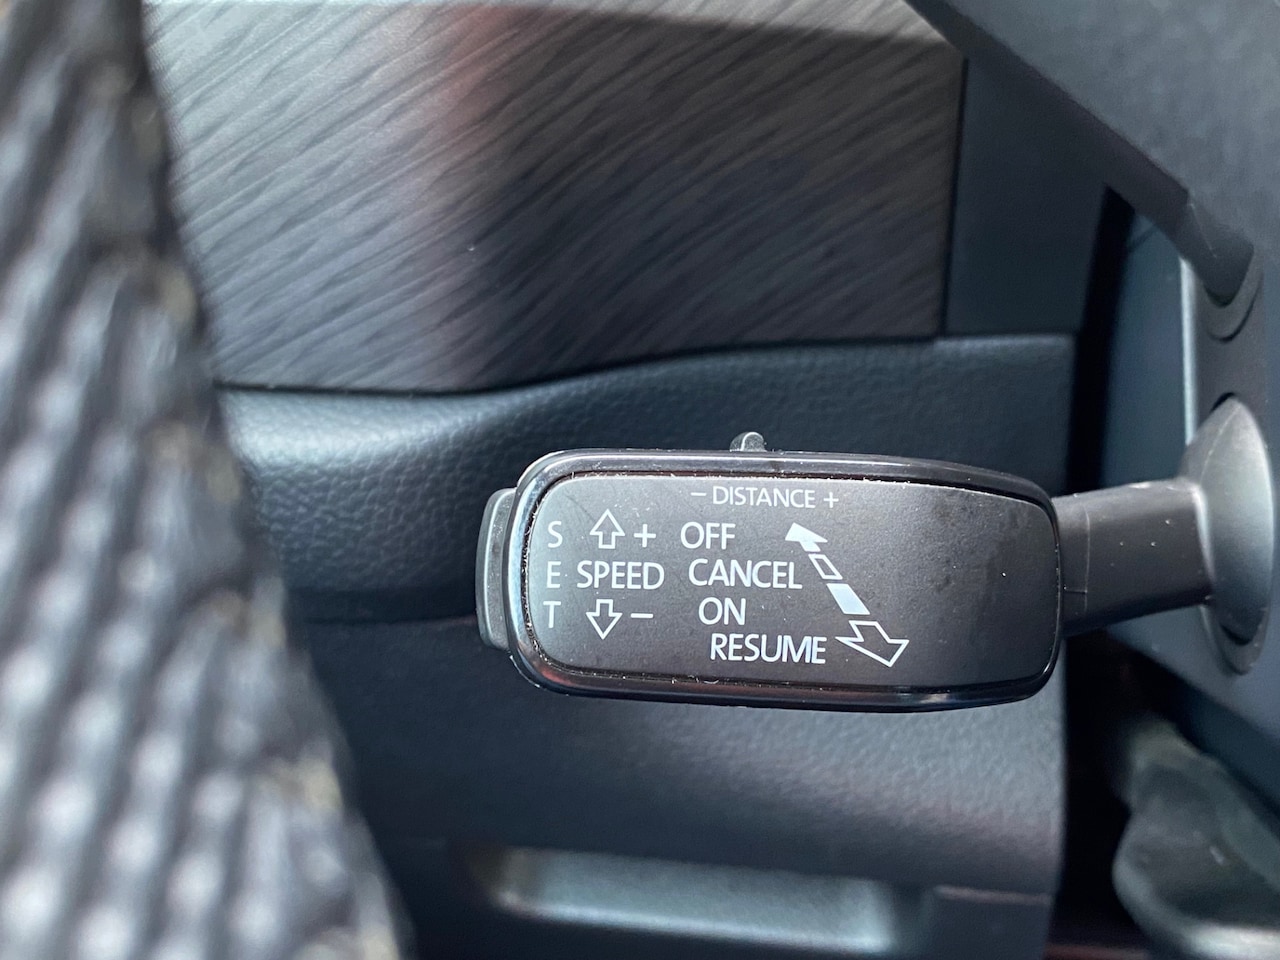 - DISTANCE +
S + OFF
E SPEED CANCEL
T - ON
RESUME